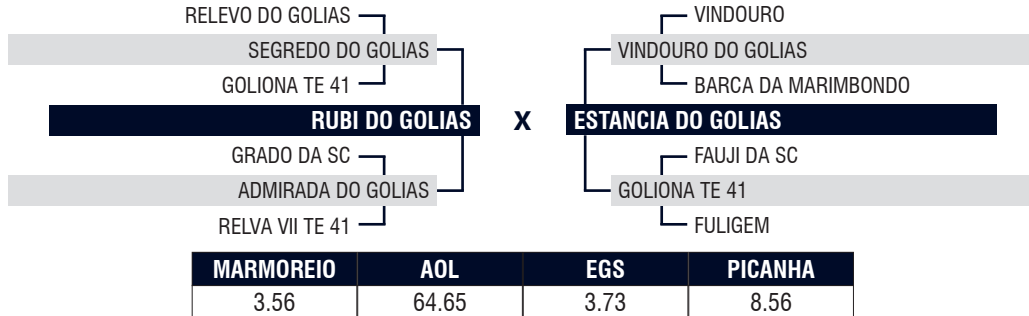 RELEVO DO GOLIAS VINDOURO
SEGREDO DO GOLIAS VINDOURO DO GOLIAS
GOLIONA TE 41 BARCA DA MARIMBONDO
RUBI DO GOLIAS X ESTANCIA DO GOLIAS
GRADO DA SC FAUJI DA SC
ADMIRADA DO GOLIAS GOLIONA TE 41
RELVA VII TE 41 FULIGEM
MARMOREIO AOL EGS PICANHA
3.56 64.65 3.73 8.56